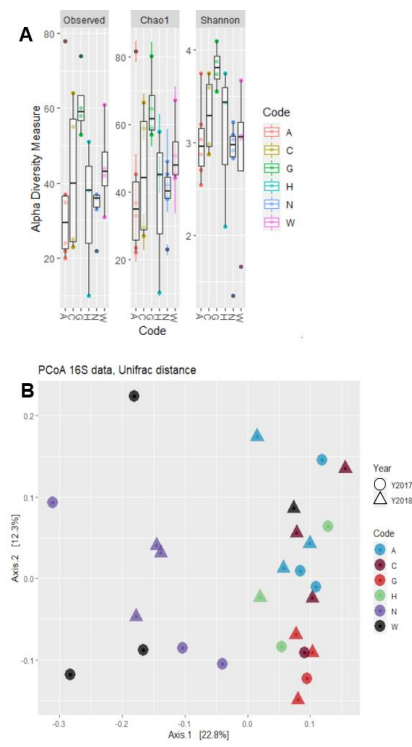 A
Observed Chao1 Shannon
80
60
40
20
80
60
40
20
4
3
2
Alpha Diversity Measure
A C G H N W
A C G H N W
A C G H N W
Code
Code
A
C
G
H
N
W
B
PCoA 16S data, Unifrac distance
0.2
0.1
0.0
-0.1
Axis.2 [12.3%]
-0.3 -0.2 -0.1 0.0 0.1
Axis.1 [22.8%]
Year
Y2017
Y2018
Code
A
C
G
H
N
W